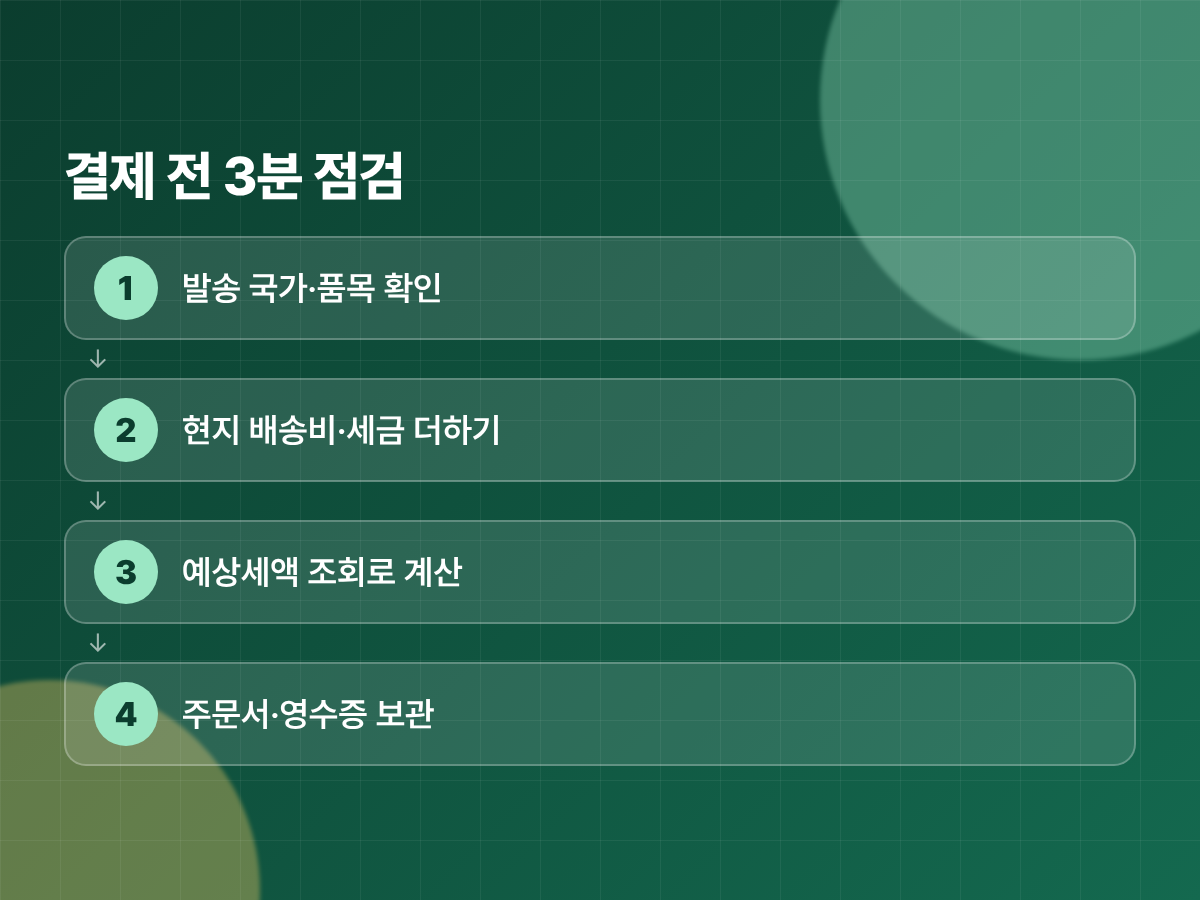 결제 전 3분 점검
1 발송 국가·품목 확인
↓
2 현지 배송비·세금 더하기
↓
3 예상세액 조회로 계산
↓
4 주문서·영수증 보관